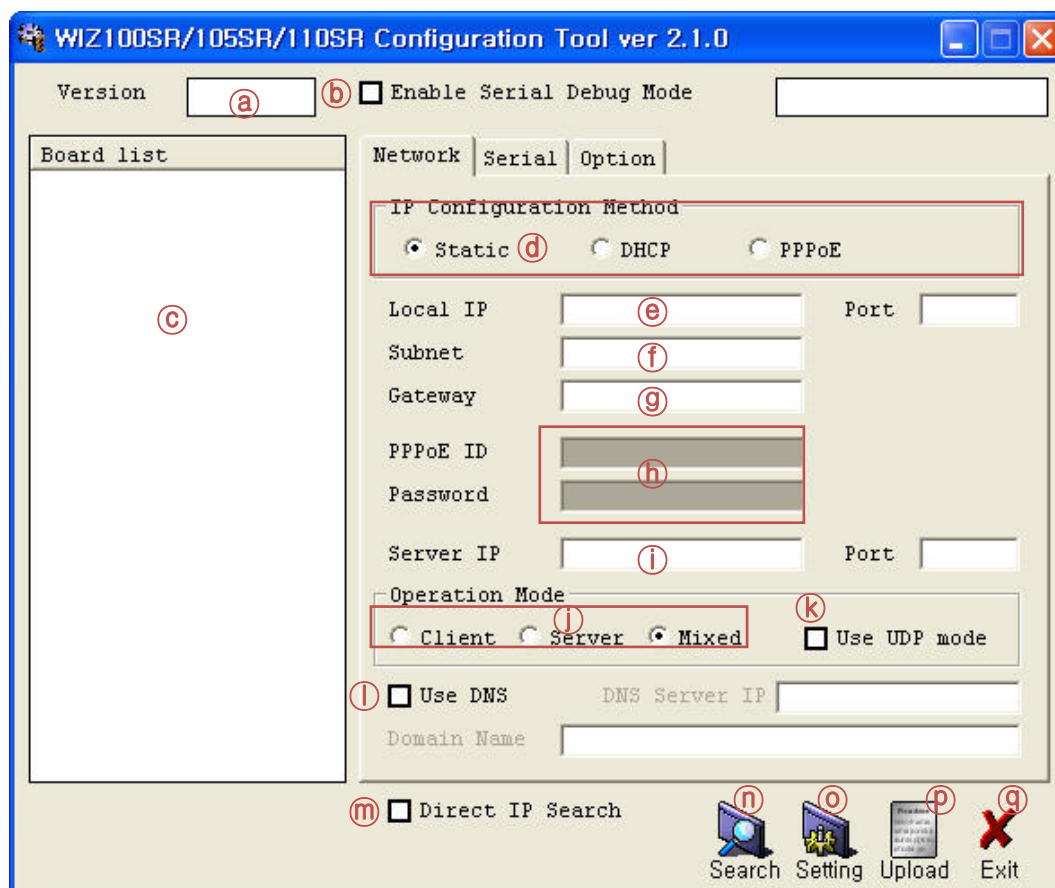 WIZ100SR/105SR/110SR Configuration Tool ver 2.1.0
Version ⓐ ⓑ Enable Serial Debug Mode
Board list
ⓒ
Network Serial Option
IP Configuration Method
Static ⓓ DHCP PPPoE
Local IP ⓔ Port
Subnet ⓕ
Gateway ⓖ
PPPoE ID
ⓗ
Password
Server IP ⓘ Port
Operation Mode
ⓙ ⓚ
Client Server Mixed Use UDP mode
ⓛ Use DNS DNS Server IP
Domain Name
ⓜ Direct IP Search
ⓝ ⓞ ⓟ ⓠ
Search Setting Upload Exit